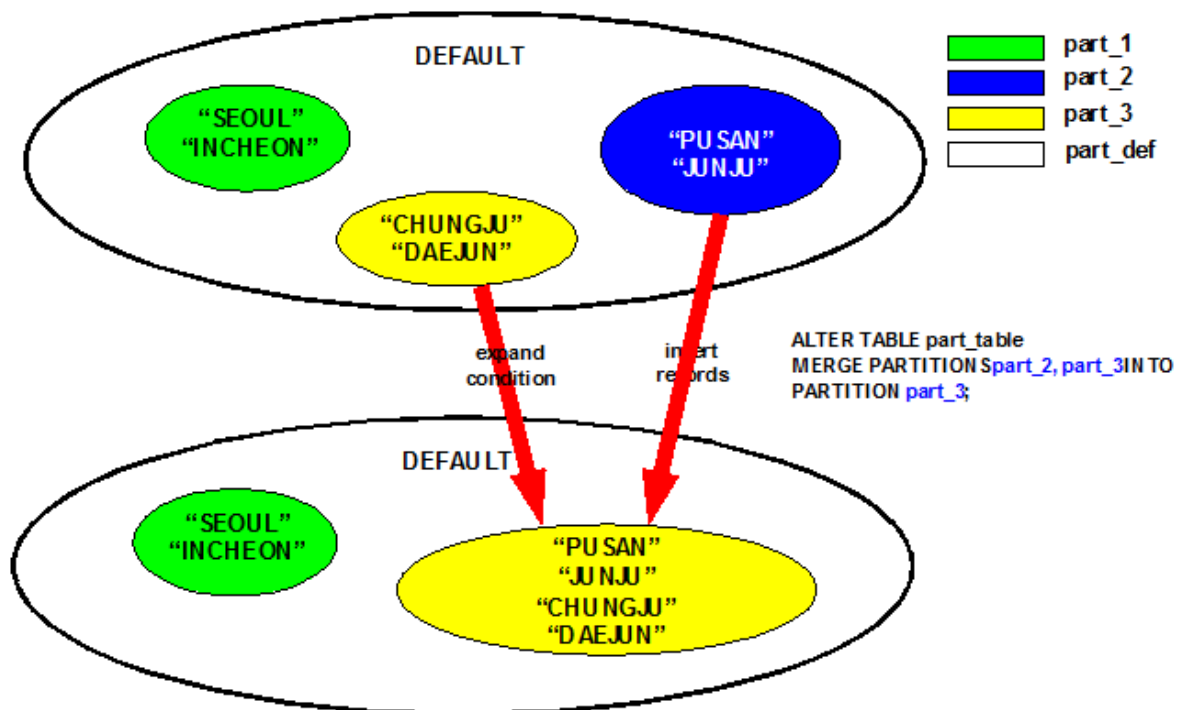 DEFAULT
“SEOUL”
“INCHEON”
“PUSAN”
“JUNJU”
“CHUNGJU”
“DAEJUN”
part_1
part_2
part_3
part_def
expand
condition
insert
records
ALTER TABLE part_table
MERGE PARTITIONS part_2, part_3 INTO
PARTITION part_3;
DEFAULT
“SEOUL”
“INCHEON”
“PUSAN”
“JUNJU”
“CHUNGJU”
“DAEJUN”